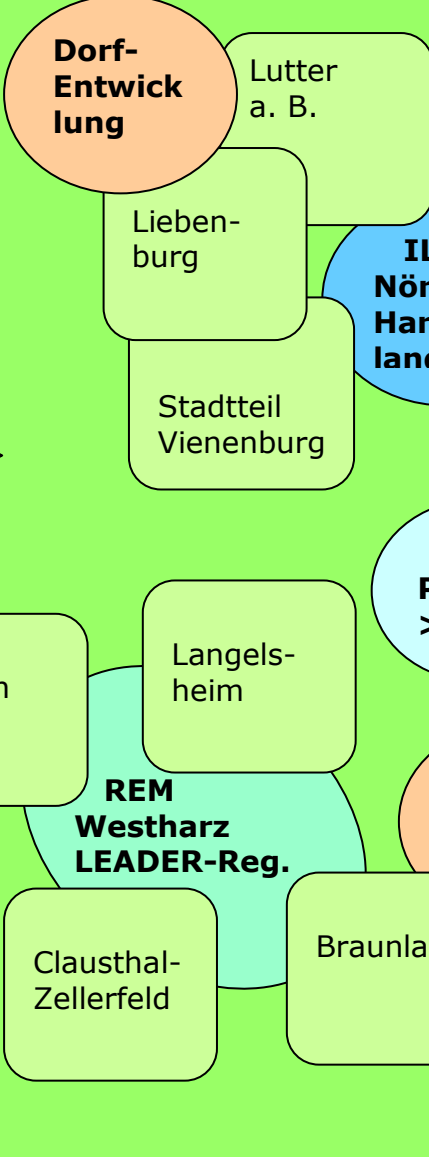 Dorf-
Entwick
lung
Lutter
a. B.
Lieben-
burg
Stadtteil
Vienenburg
Langels-
heim
REM
Westharz
LEADER-Reg.
Clausthal-
Zellerfeld